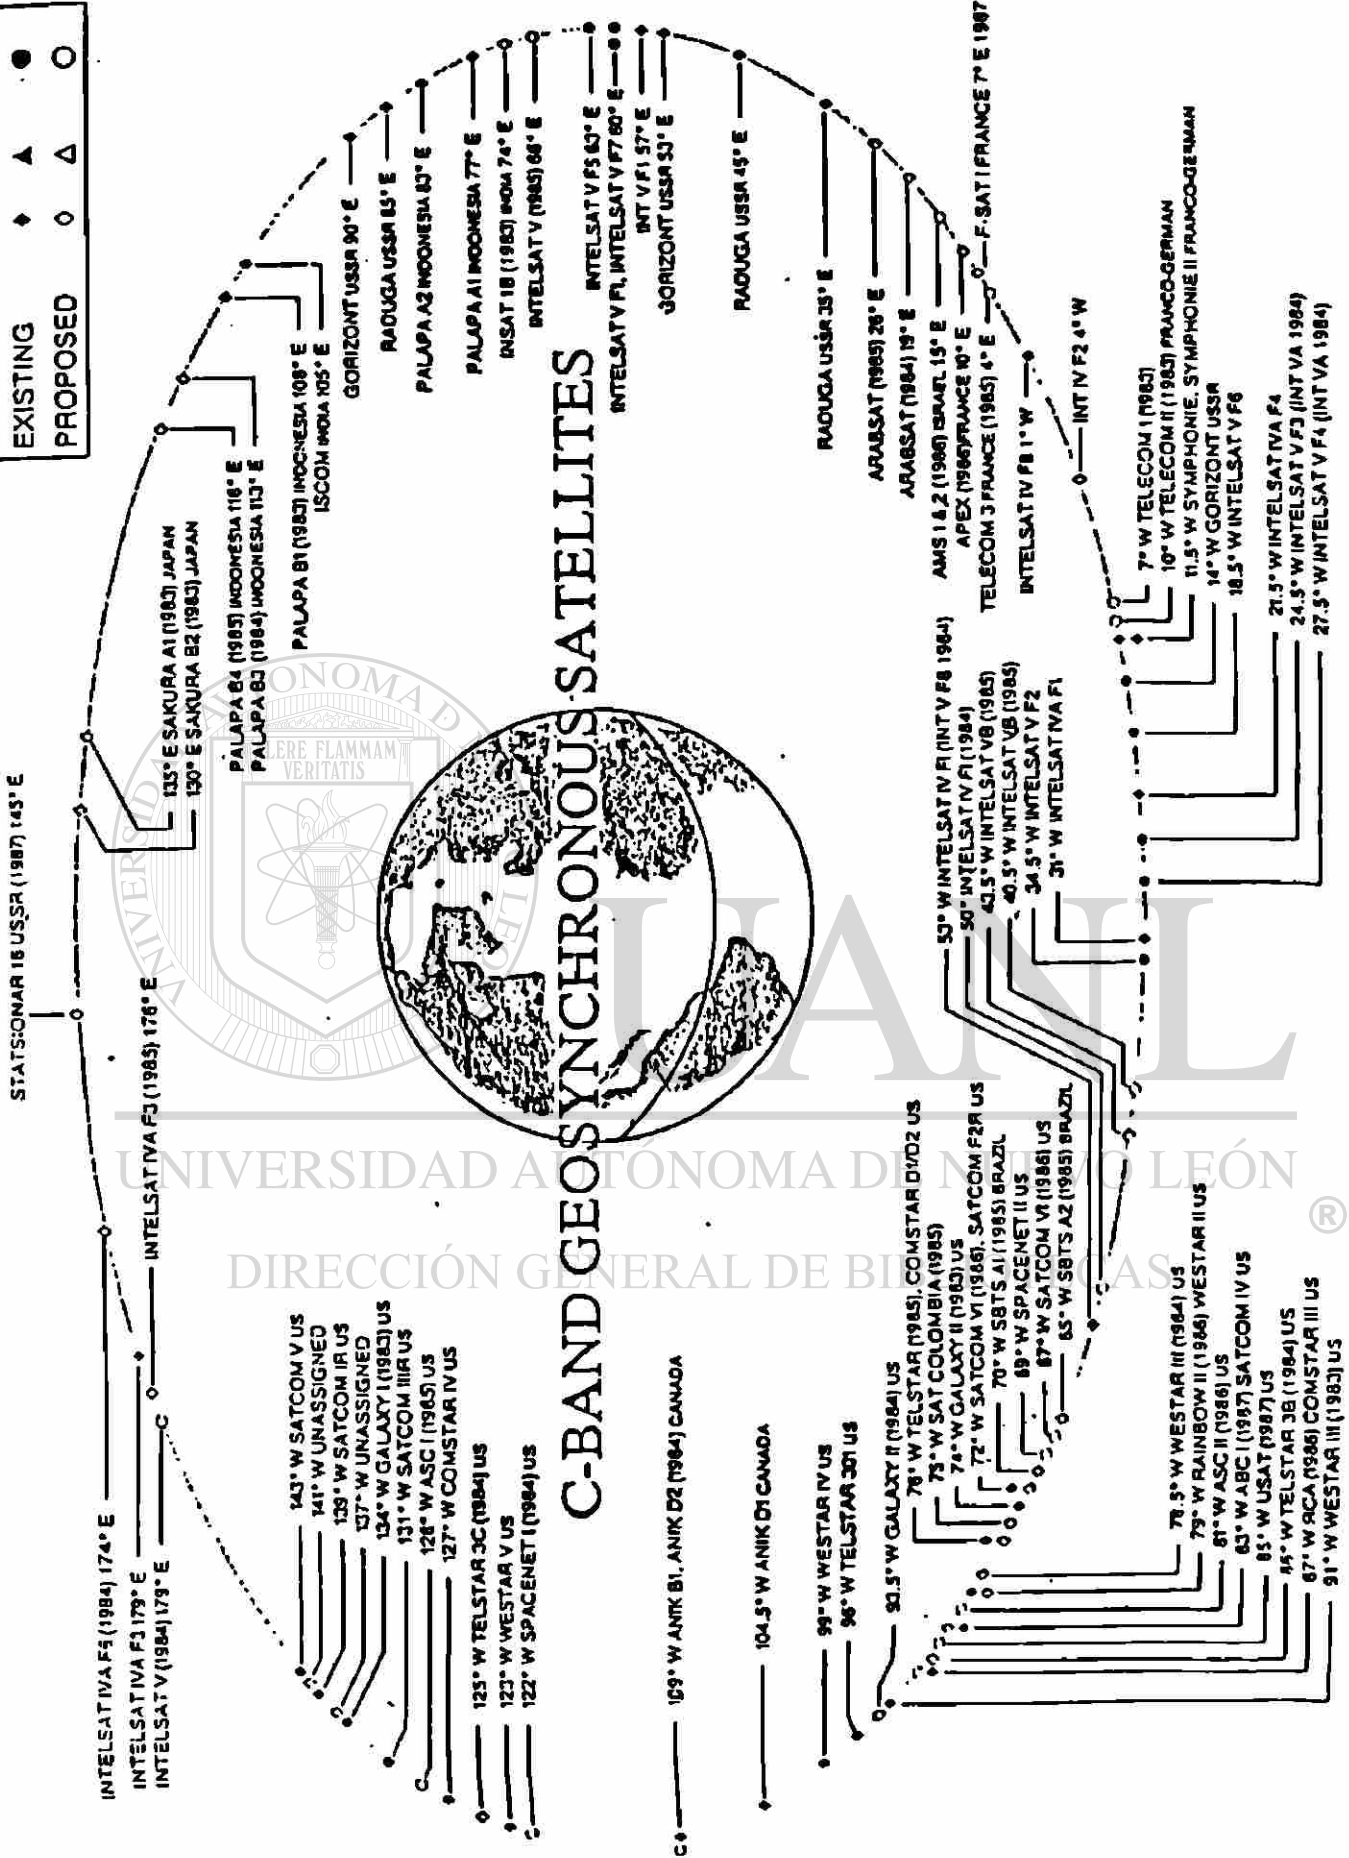 EXISTING
PROPOSED
C-BAND GEOSYNCHRONOUS SATELLITES
INTELSAT IVA F6 (1984) 174° E
INTELSAT IVA F3 179° E
INTELSAT V (1984) 179° E
INTELSAT IVA F3 (1985) 176° E
STATSIONAR 16 USSR (1987) 145° E
135° E SAKURA A1 (1983) JAPAN
130° E SAKURA B2 (1983) JAPAN
PALAPA B4 (1985) INDONESIA 118° E
PALAPA B3 (1984) INDONESIA 113° E
PALAPA B1 (1983) INDONESIA 108° E
ISCOM INDIA 105° E
GORIZONT USSR 90° E
RADUGA USSR 85° E
PALAPA A2 INDONESIA 83° E
PALAPA A1 INDONESIA 77° E
INSAT 1B (1983) INDIA 74° E
INTELSAT V (1985) 66° E
INTELSAT V F5 63° E
INTELSAT V F1, INTELSAT V F7 60° E
INT V F1 57° E
GORIZONT USSR 53° E
RADUGA USSR 45° E
RADUGA USSR 35° E
ARABSAT (1985) 26° E
ARABSAT (1984) 19° E
AMS 1 & 2 (1986) ISRAEL 15° E
APEX (1986) FRANCE 10° E
F-SAT 1 FRANCE 7° E 1987
TELECOM 3 FRANCE (1985) 4° E
INTELSAT IV F8 1° W
INT IV F2 4° W
7° W TELECOM I (1983)
10° W TELECOM II (1983) FRANCO-GERMAN
11.5° W SYMPHONIE, SYMPHONIE II FRANCO-GERMAN
14° W GORIZONT USSR
18.5° W INTELSAT V F6
21.5° W INTELSAT IVA F4
24.5° W INTELSAT V F3 (INT VA 1984)
27.5° W INTELSAT V F4 (INT VA 1984)
53° W INTELSAT IV F1 (INT V F8 1984)
50° INTELSAT IV F1 (1984)
43.5° W INTELSAT VB (1985)
40.5° W INTELSAT VB (1985)
34.5° W INTELSAT V F2
31° W INTELSAT IVA F1
143° W SATCOM V US
141° W UNASSIGNED
139° W SATCOM IR US
137° W UNASSIGNED
134° W GALAXY I (1983) US
131° W SATCOM IIIR US
128° W ASC I (1985) US
127° W COMSTAR IV US
125° W TELSTAR 3C (1984) US
123° W WESTAR V US
122° W SPACENET I (1984) US
109° W ANIK B1, ANIK D2 (1984) CANADA
104.5° W ANIK D1 CANADA
99° W WESTAR IV US
96° W TELSTAR 301 US
93.5° W GALAXY II (1984) US
76° W TELSTAR (1985), COMSTAR D1/D2 US
75° W SAT COLOMBIA (1985)
74° W GALAXY II (1983) US
72° W SATCOM VI (1986), SATCOM F2R US
70° W SBTS A1 (1985) BRAZIL
69° W SPACENET II US
67° W SATCOM VI (1986) US
65° W SBTS A2 (1985) BRAZIL
78.5° W WESTAR III (1984) US
79° W RAINBOW II (1986) WESTAR II US
81° W ASC II (1986) US
83° W ABC I (1987) SATCOM IV US
85° W USAT (1987) US
86° W TELSTAR 3B (1984) US
87° W RCA (1986) COMSTAR III US
91° W WESTAR III (1983) US
UANL
UNIVERSIDAD AUTÓNOMA DE NUEVO LEÓN
®
DIRECCIÓN GENERAL DE BIBLIOTECAS
ALERE FLAMMAM
VERITATIS